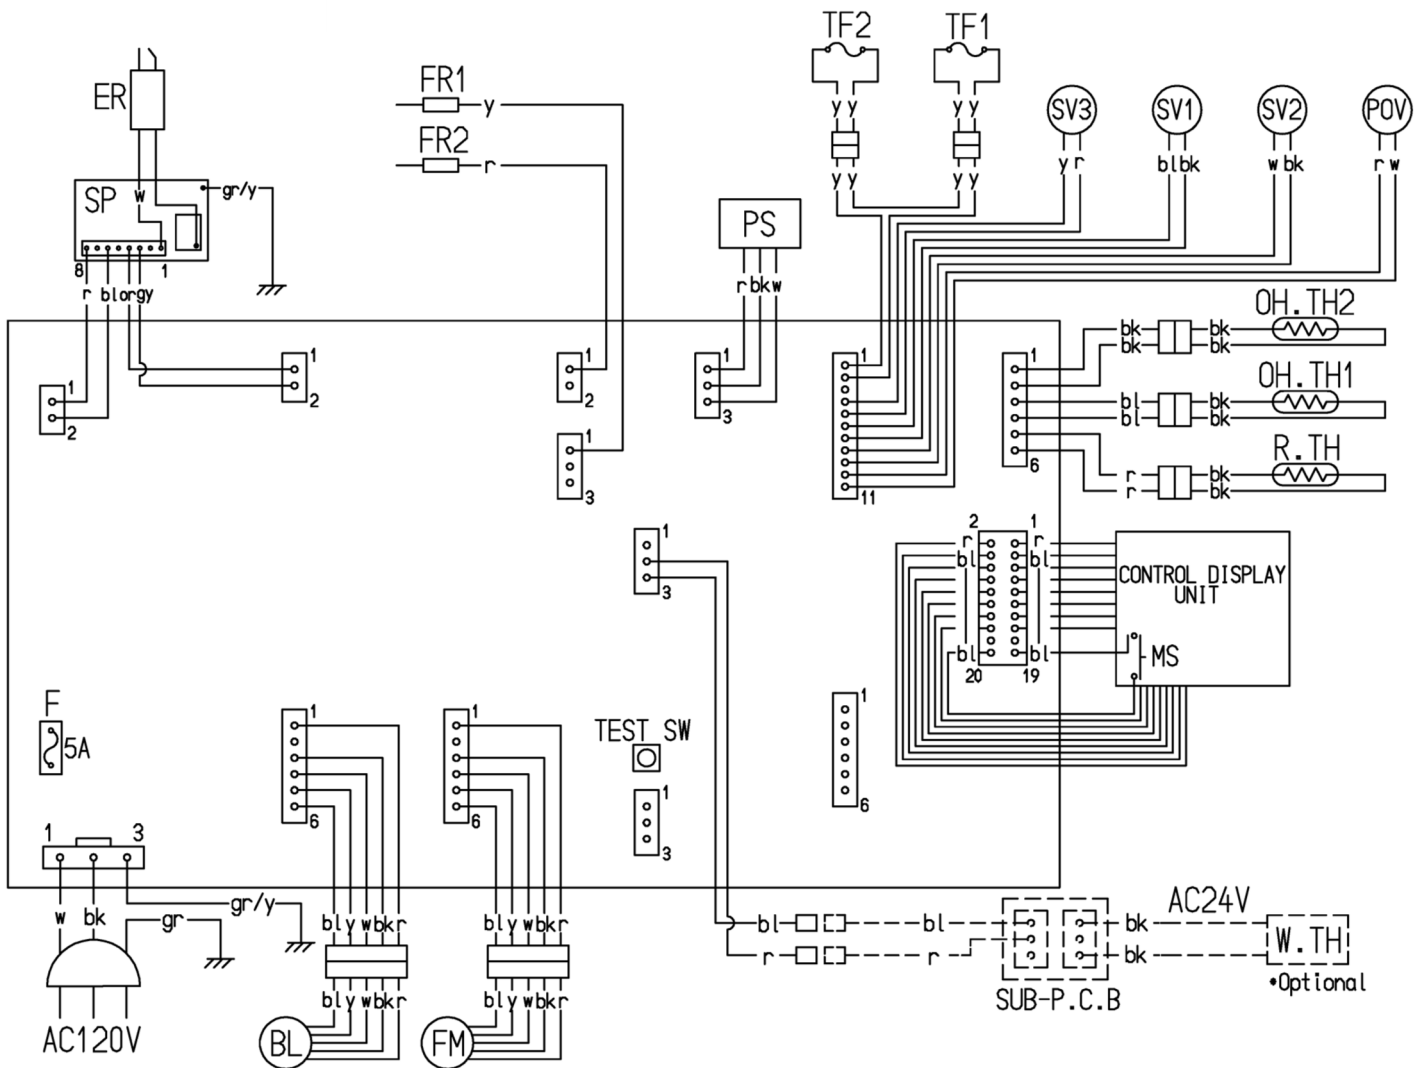 TF2 TF1
ER FR1 y
FR2 r
y y y y
SV3 SV1 SV2 POV
y y y y
y r bl bk w bk r w
SP w gr/y
PS
8 1
r bl or gy
r bk w
OH.TH2
bk bk
bk bk
1 1 1 1 1
OH.TH1
bl bk
bl bk
1
2 2 2 3
R.TH
r bk
r bk
6
1
3
11
2 1
r r
bl bl
CONTROL DISPLAY
UNIT
1
3
bl bl
MS
20 19
F
5A
1 1
TEST SW
1
6 6
1
3
6
1 3
w bk gr
gr/y
bl y w bk r bl y w bk r
bl bl
r r
bk
bk
AC24V
W.TH
•Optional
SUB-P.C.B
bl y w bk r bl y w bk r
AC120V
BL FM